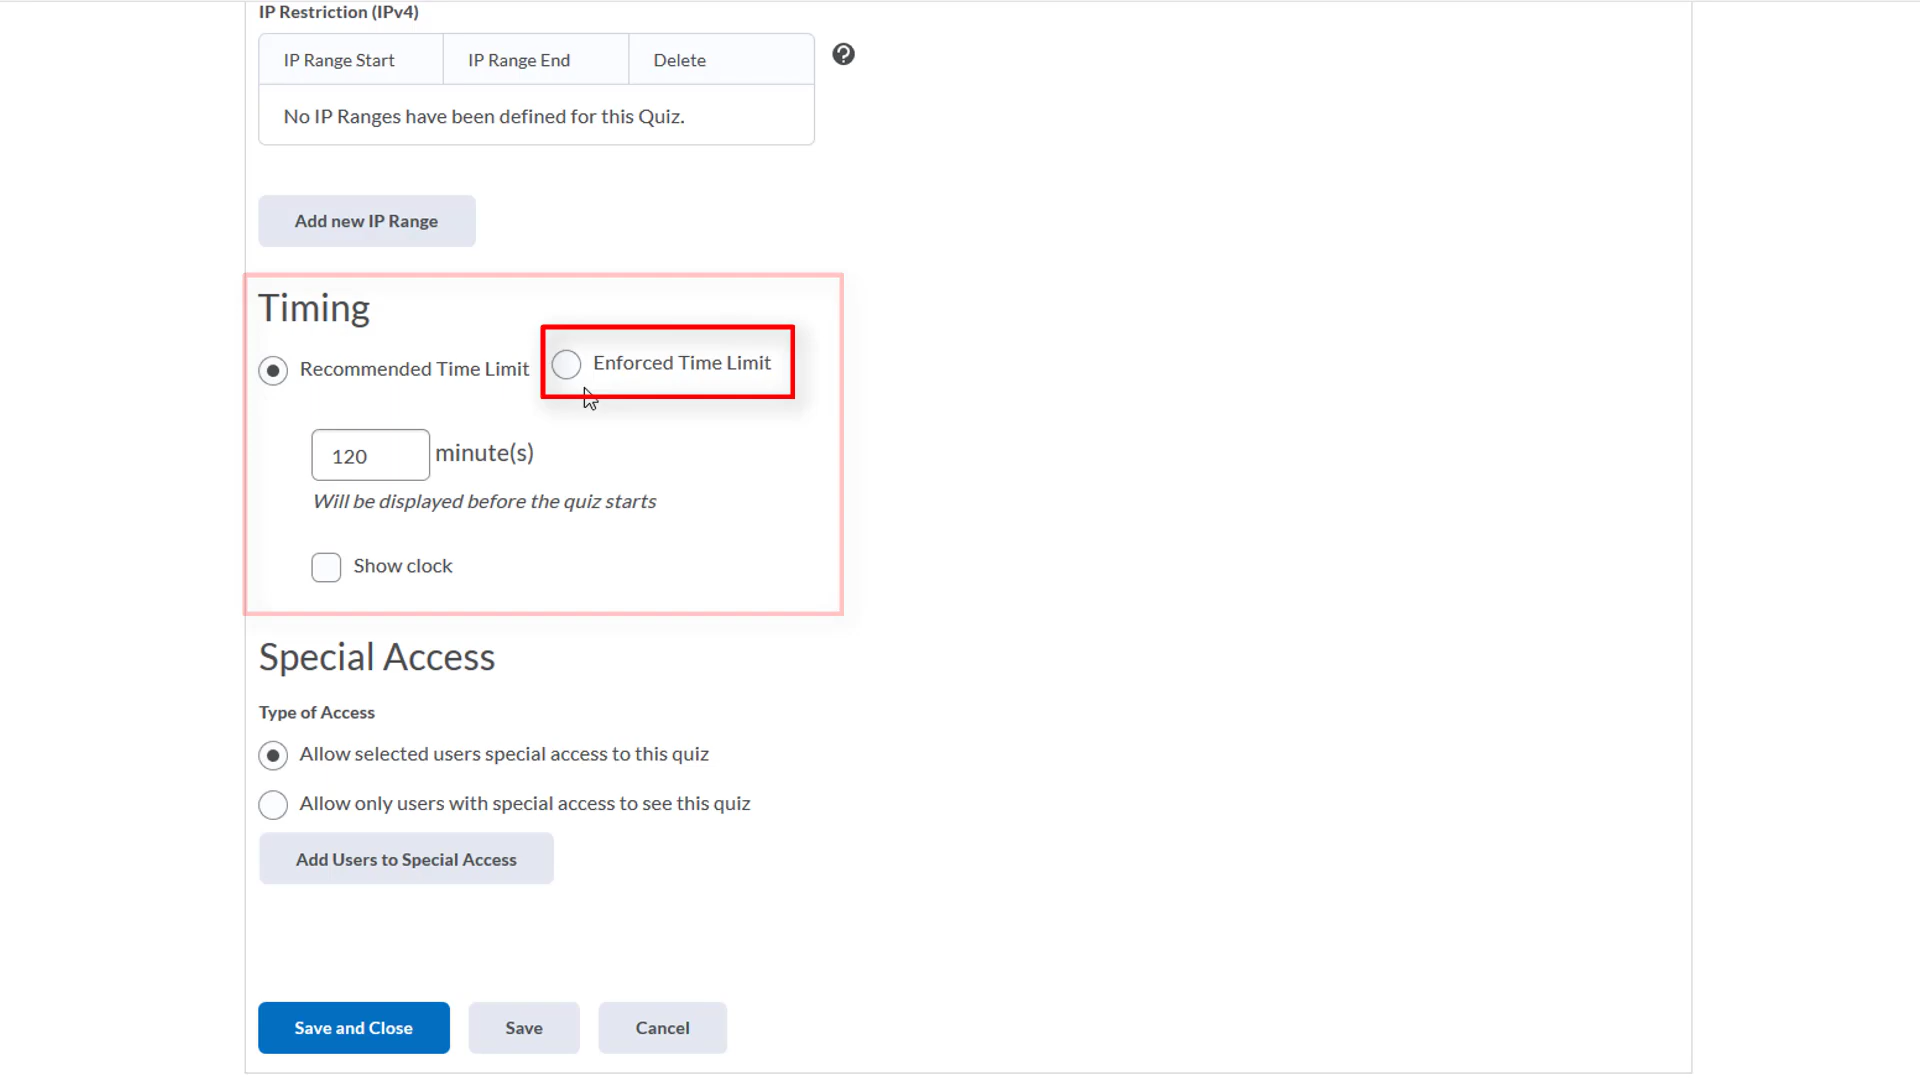 IP Restriction (IPv4)
IP Range Start IP Range End Delete
No IP Ranges have been defined for this Quiz.
Add new IP Range
Timing
Recommended Time Limit Enforced Time Limit
120 minute(s)
Will be displayed before the quiz starts
Show clock
Special Access
Type of Access
Allow selected users special access to this quiz
Allow only users with special access to see this quiz
Add Users to Special Access
Save and Close Save Cancel